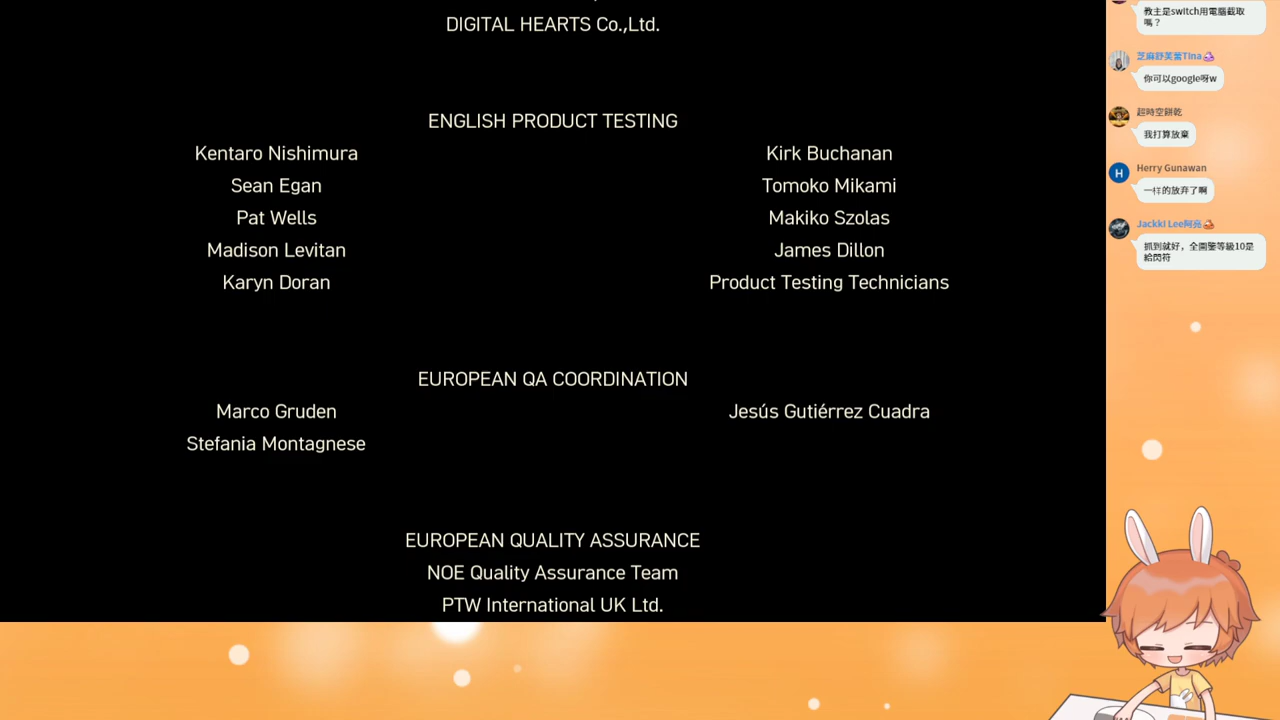 DIGITAL HEARTS Co.,Ltd.
ENGLISH PRODUCT TESTING
Kentaro Nishimura
Kirk Buchanan
Sean Egan
Tomoko Mikami
Pat Wells
Makiko Szolas
Madison Levitan
James Dillon
Karyn Doran
Product Testing Technicians
EUROPEAN QA COORDINATION
Marco Gruden
Jesús Gutiérrez Cuadra
Stefania Montagnese
EUROPEAN QUALITY ASSURANCE
NOE Quality Assurance Team
PTW International UK Ltd.
教主是switch用電腦截取
嗎？
芝麻舒芙蕾Tina
你可以google呀w
超時空餅乾
我打算放棄
Herry Gunawan
H
一样的放弃了啊
Jackki Lee阿亮
抓到就好，全圖鑒等級10是
給閃符